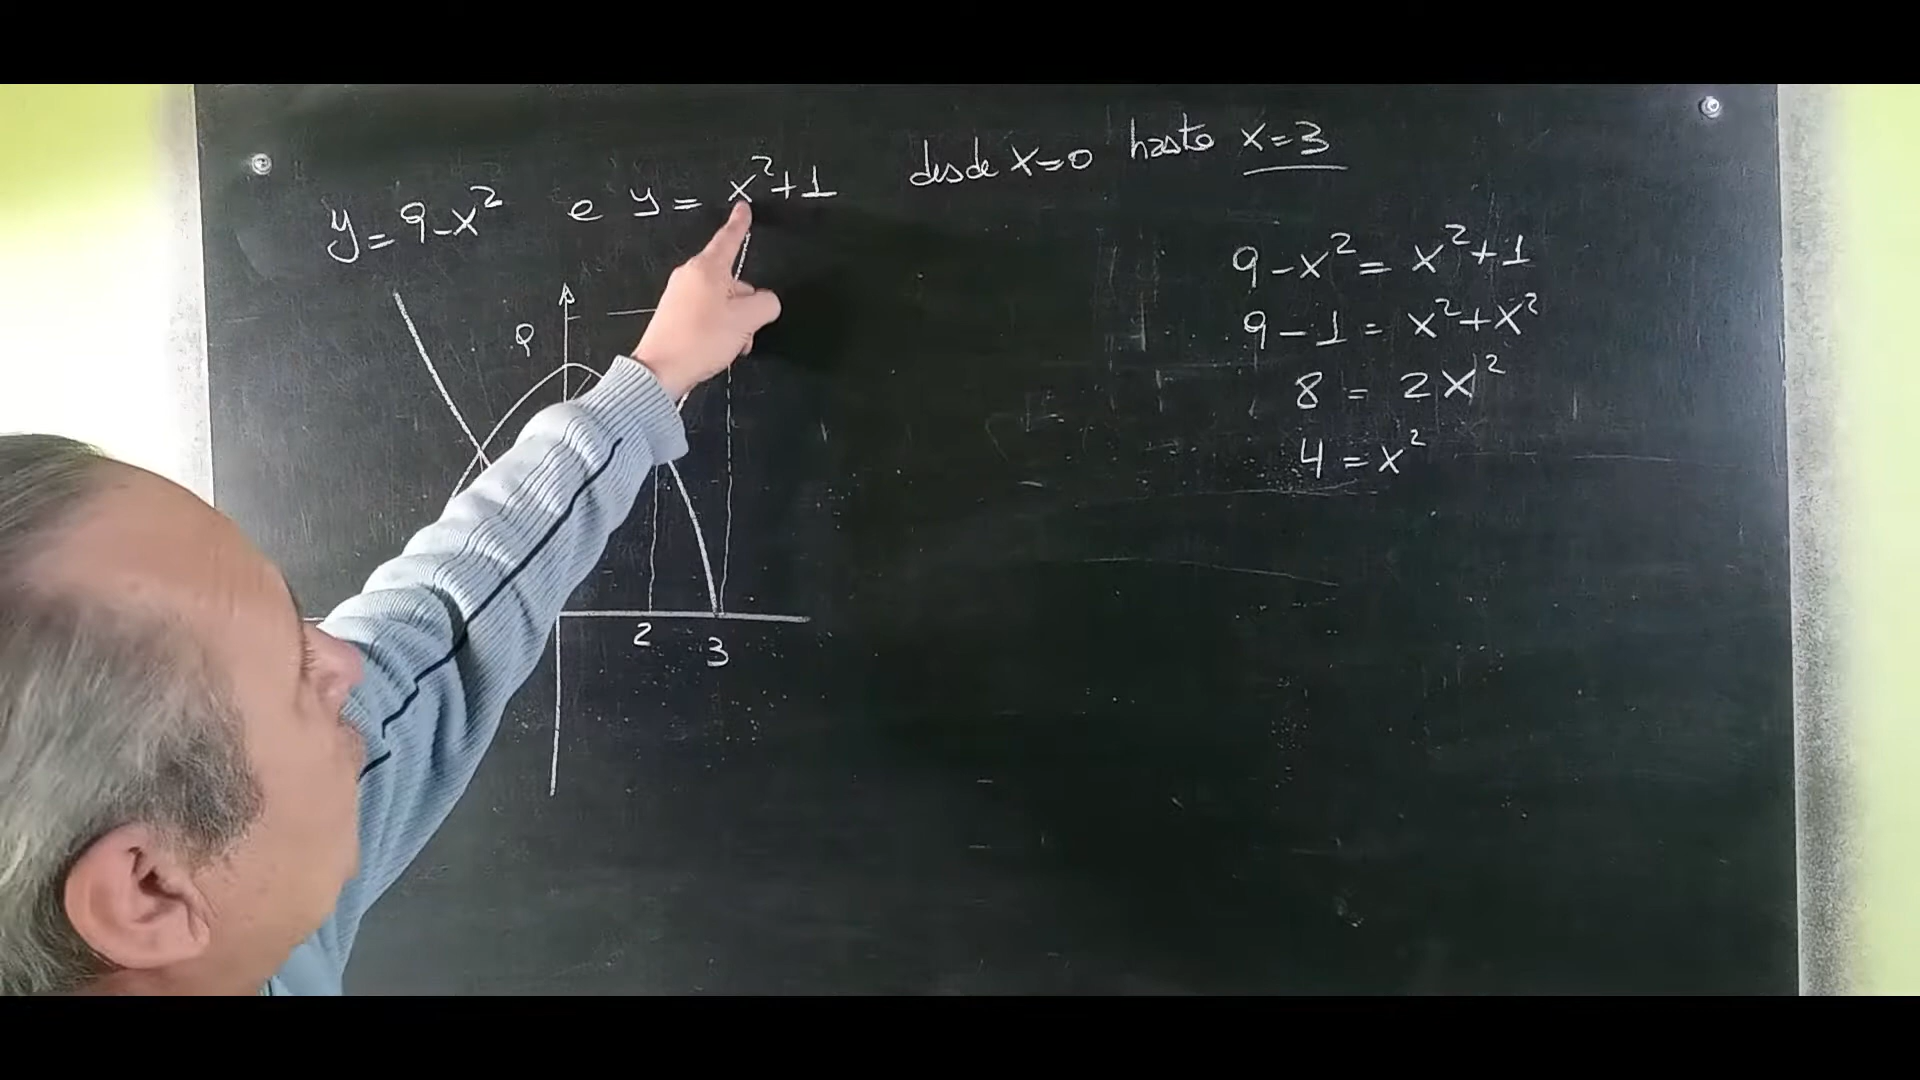 y = 9-x² e y = x²+1 desde x=0 hasta x=3
9-x² = x²+1
9-1 = x²+x²
8 = 2x²
4 = x²
9
2 3